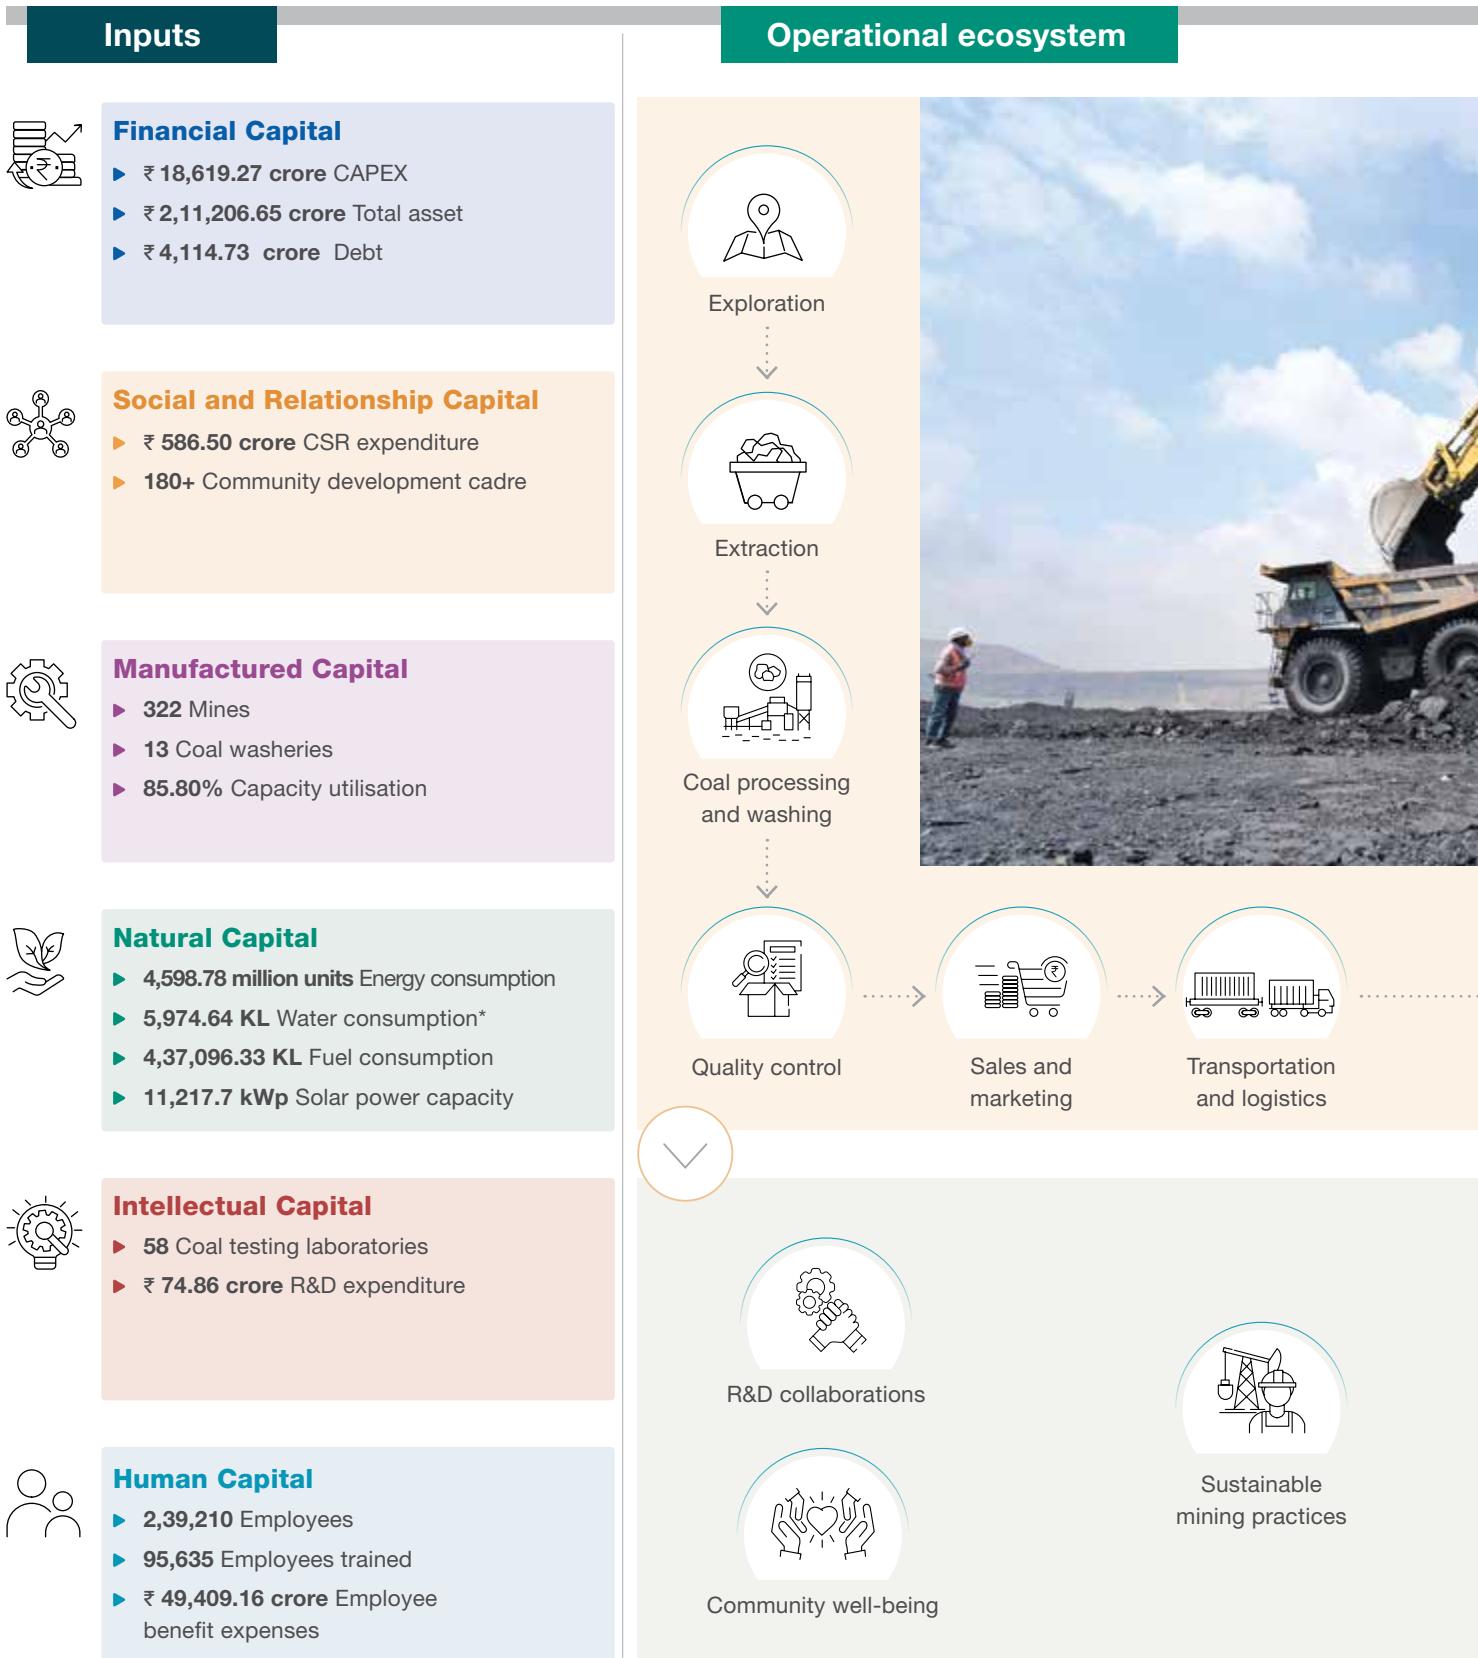 Inputs
Financial Capital
₹ 18,619.27 crore CAPEX
₹ 2,11,206.65 crore Total asset
₹ 4,114.73 crore Debt
Social and Relationship Capital
₹ 586.50 crore CSR expenditure
180+ Community development cadre
Manufactured Capital
322 Mines
13 Coal washeries
85.80% Capacity utilisation
Natural Capital
4,598.78 million units Energy consumption
5,974.64 KL Water consumption*
4,37,096.33 KL Fuel consumption
11,217.7 kWp Solar power capacity
Intellectual Capital
58 Coal testing laboratories
₹ 74.86 crore R&D expenditure
Human Capital
2,39,210 Employees
95,635 Employees trained
₹ 49,409.16 crore Employee
benefit expenses
Operational ecosystem
Exploration
Extraction
Coal processing
and washing
Quality control
Sales and
marketing
Transportation
and logistics
R&D collaborations
Community well-being
Sustainable
mining practices